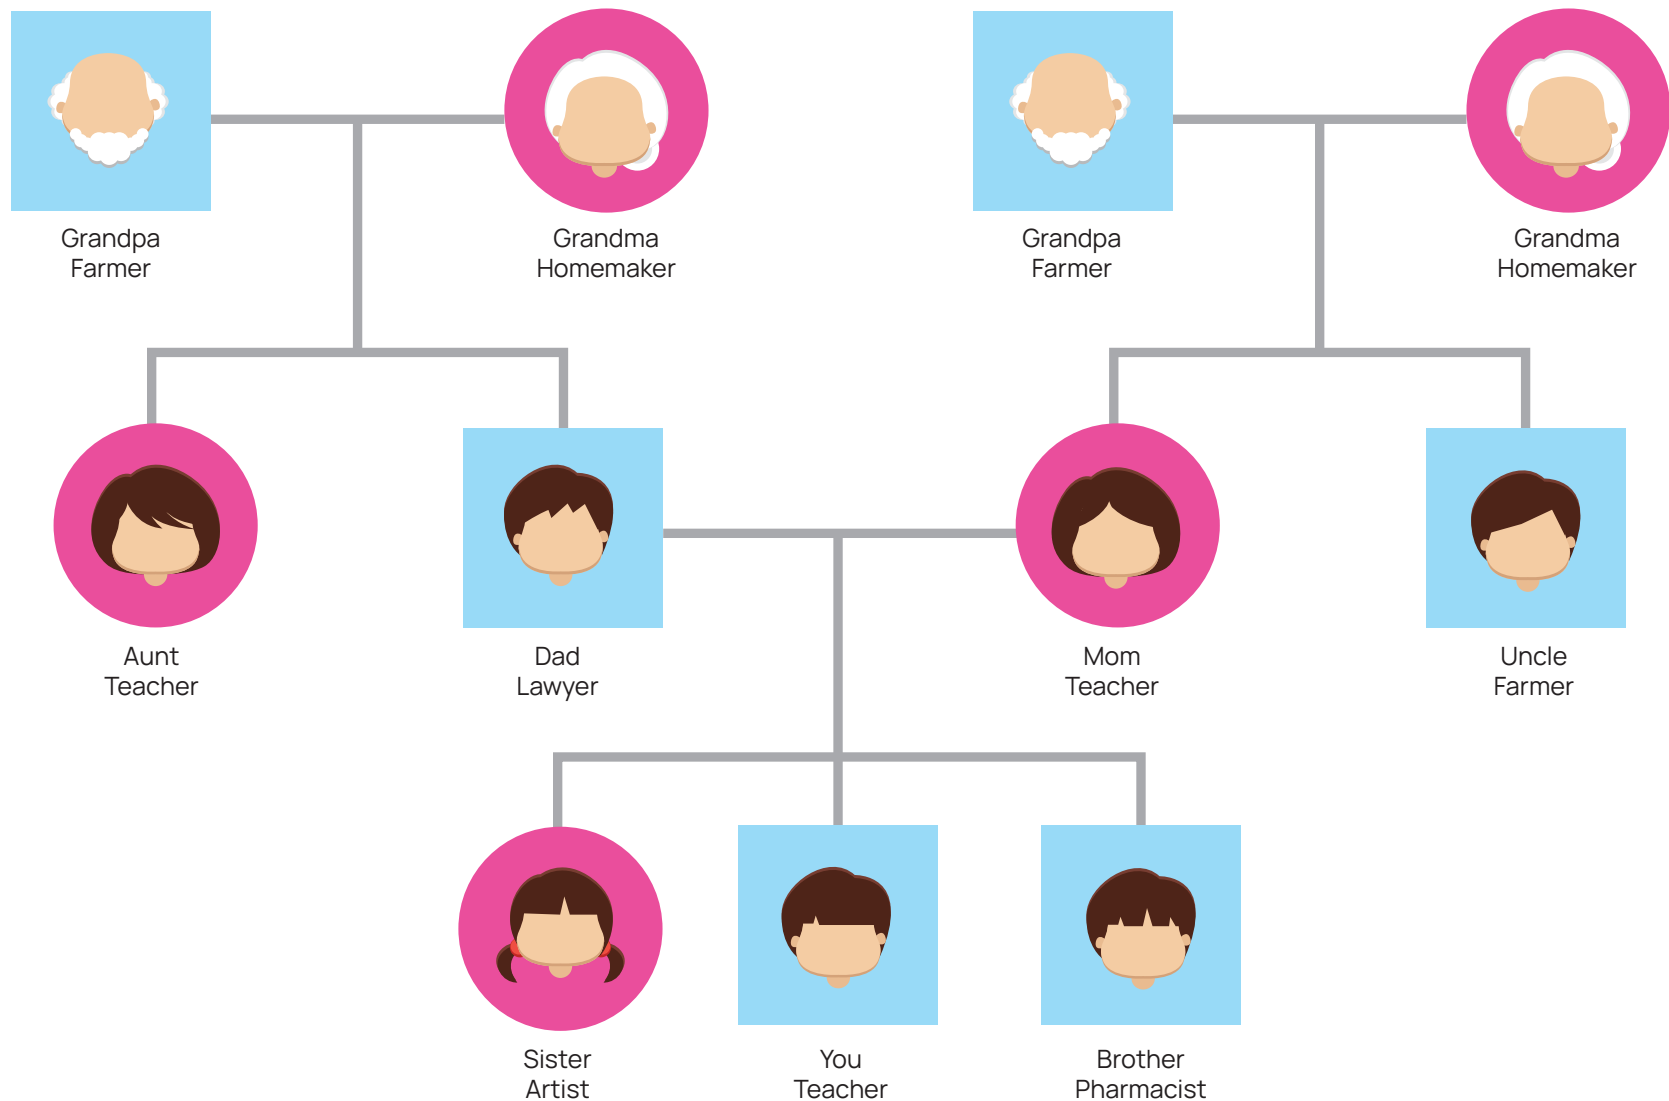 Grandpa
Farmer
Grandma
Homemaker
Grandpa
Farmer
Grandma
Homemaker
Aunt
Teacher
Dad
Lawyer
Mom
Teacher
Uncle
Farmer
Sister
Artist
You
Teacher
Brother
Pharmacist